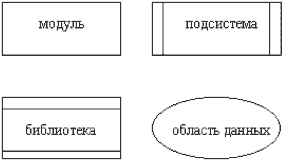 модуль
подсистема
библиотека
область данных